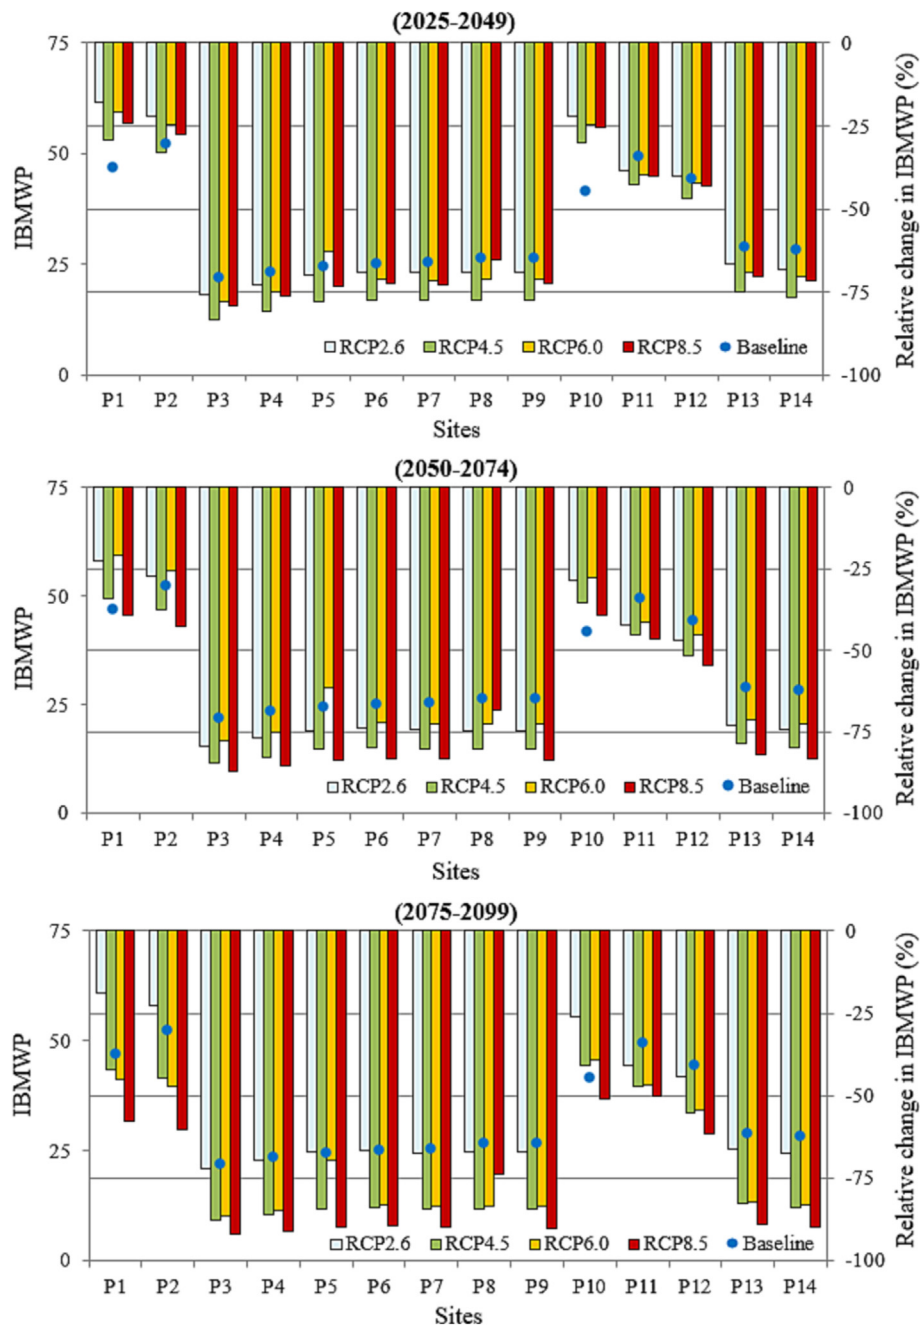 (2025-2049)
75
50
25
0
IBMWP
0
-25
-50
-75
-100
Relative change in IBMWP (%)
RCP2.6 RCP4.5 RCP6.0 RCP8.5 Baseline
P1 P2 P3 P4 P5 P6 P7 P8 P9 P10 P11 P12 P13 P14
Sites
(2050-2074)
75
50
25
0
IBMWP
0
-25
-50
-75
-100
Relative change in IBMWP (%)
RCP2.6 RCP4.5 RCP6.0 RCP8.5 Baseline
P1 P2 P3 P4 P5 P6 P7 P8 P9 P10 P11 P12 P13 P14
Sites
(2075-2099)
75
50
25
0
IBMWP
0
-25
-50
-75
-100
Relative change in IBMWP (%)
RCP2.6 RCP4.5 RCP6.0 RCP8.5 Baseline
P1 P2 P3 P4 P5 P6 P7 P8 P9 P10 P11 P12 P13 P14
Sites